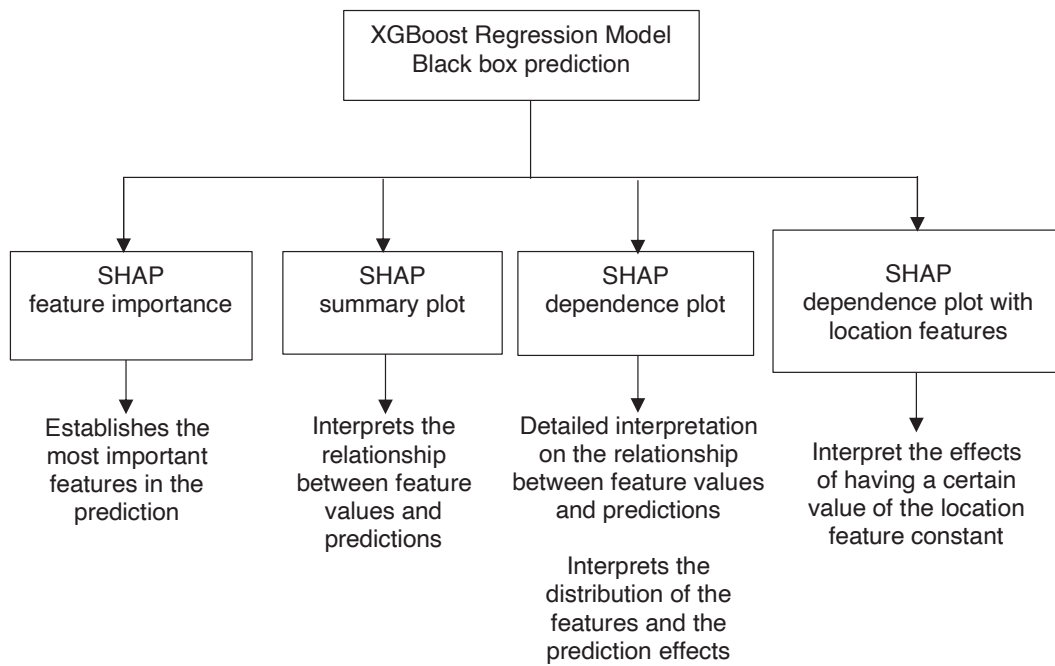 XGBoost Regression Model
Black box prediction
SHAP
feature importance
SHAP
summary plot
SHAP
dependence plot
SHAP
dependence plot with
location features
Establishes the
most important
features in the
prediction
Interprets the
relationship
between feature
values and
predictions
Detailed interpretation
on the relationship
between feature values
and predictions
Interprets the
distribution of the
features and the
prediction effects
Interpret the effects
of having a certain
value of the location
feature constant